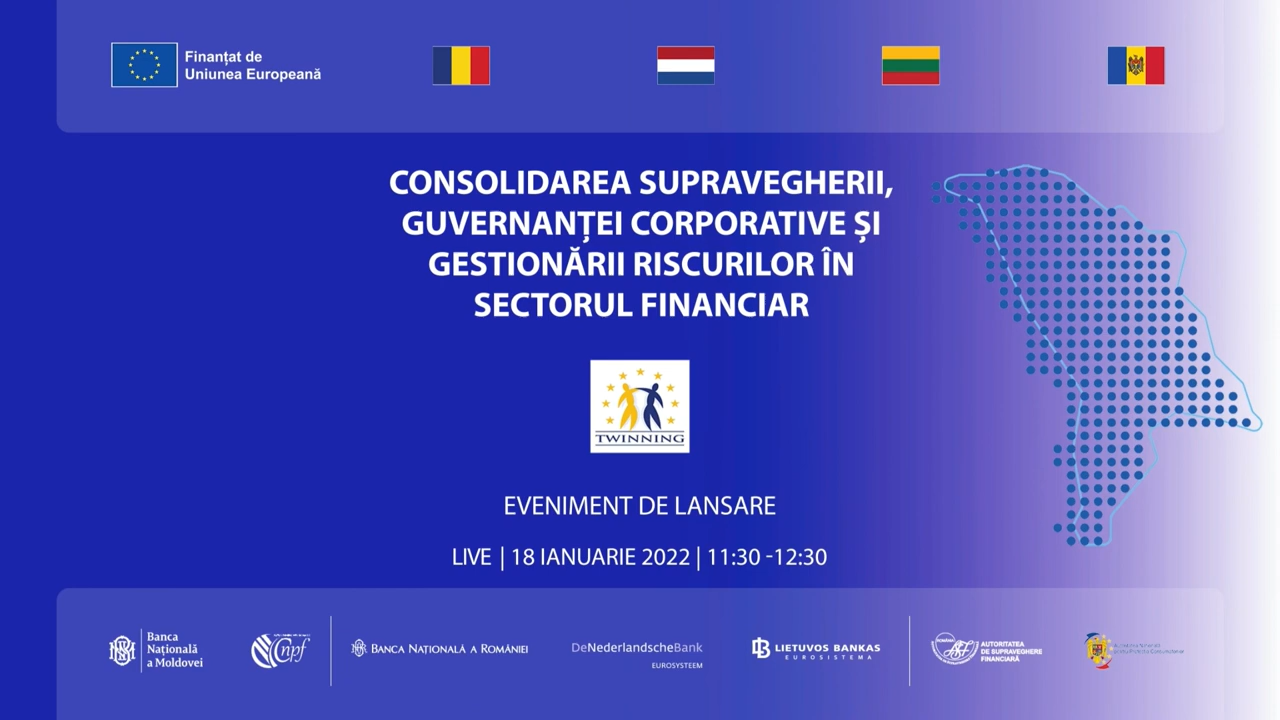 Finanțat de
Uniunea Europeană
CONSOLIDAREA SUPRAVEGHERII,
GUVERNANȚEI CORPORATIVE ȘI
GESTIONĂRII RISCURILOR ÎN
SECTORUL FINANCIAR
TWINNING
EVENIMENT DE LANSARE
LIVE | 18 IANUARIE 2022 | 11:30 -12:30
Banca
Națională
a Moldovei
Cnpf
BANCA NAȚIONALĂ A ROMÂNIEI
DeNederlandscheBank
EUROSYSTEEM
LIETUVOS BANKAS
EUROSISTEMA
ROMÂNIA
ASF
AUTORITATEA
DE SUPRAVEGHERE
FINANCIARĂ